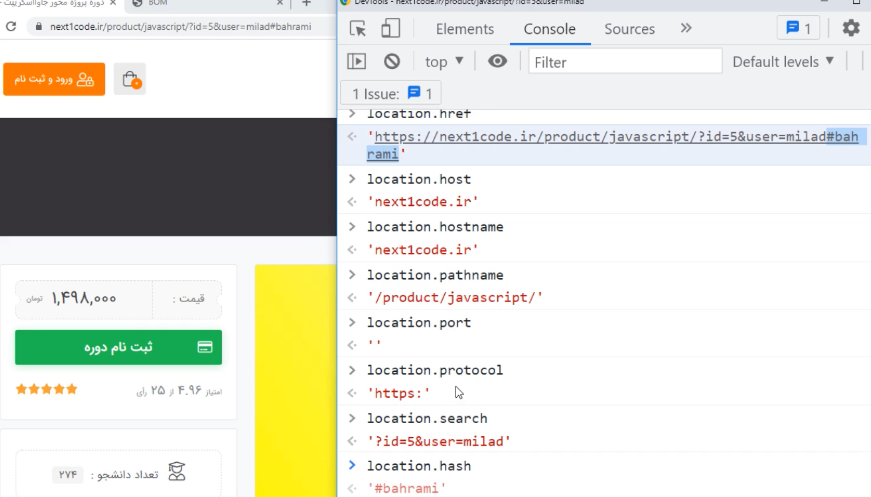 دوره پروژه محور جاوااسکریپت -
BOM
DevTools - next1code.ir/product/javascript/?id=5&user=milad
next1code.ir/product/javascript/?id=5&user=milad#bahrami
Elements Console Sources » 1
top ▼ Filter Default levels ▼
1 Issue: 1
ورود و ثبت نام
0
قیمت : ۱,۴۹۸,۰۰۰ تومان
ثبت نام دوره
امتیاز ۴.۹۶ از ۲۵ رأی
تعداد دانشجو : ۲۷۴
location.href
'https://next1code.ir/product/javascript/?id=5&user=milad#bah
rami'
location.host
'next1code.ir'
location.hostname
'next1code.ir'
location.pathname
'/product/javascript/'
location.port
''
location.protocol
'https:'
location.search
'?id=5&user=milad'
location.hash
'#bahrami'